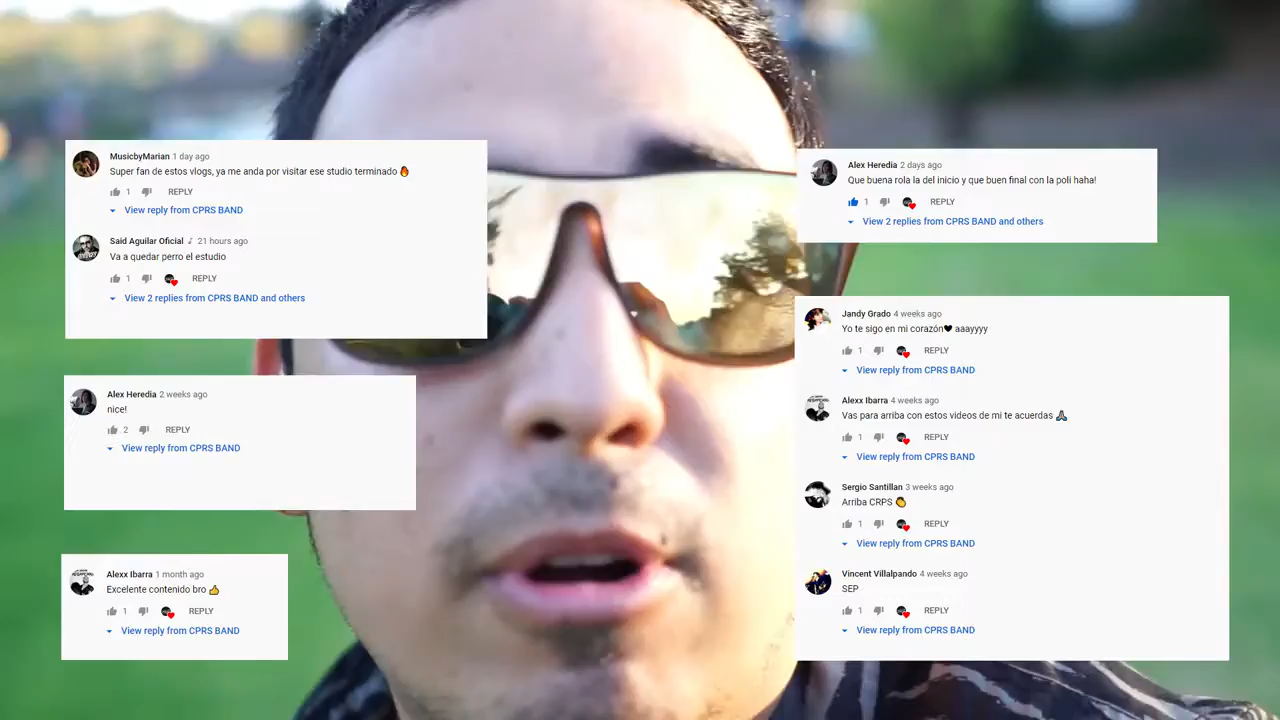 MusicbyMarian 1 day ago
Super fan de estos vlogs, ya me anda por visitar ese studio terminado 🔥
1 REPLY
View reply from CPRS BAND
Said Aguilar Oficial ♪ 21 hours ago
Va a quedar perro el estudio
1 REPLY
View 2 replies from CPRS BAND and others
Alex Heredia 2 weeks ago
nice!
2 REPLY
View reply from CPRS BAND
Alexx Ibarra 1 month ago
Excelente contenido bro 👍
1 REPLY
View reply from CPRS BAND
Alex Heredia 2 days ago
Que buena rola la del inicio y que buen final con la poli haha!
1 REPLY
View 2 replies from CPRS BAND and others
Jandy Grado 4 weeks ago
Yo te sigo en mi corazón🖤 aaayyyy
1 REPLY
View reply from CPRS BAND
Alexx Ibarra 4 weeks ago
Vas para arriba con estos videos de mi te acuerdas 🙏
1 REPLY
View reply from CPRS BAND
Sergio Santillan 3 weeks ago
Arriba CRPS 👏
1 REPLY
View reply from CPRS BAND
Vincent Villalpando 4 weeks ago
SEP
1 REPLY
View reply from CPRS BAND